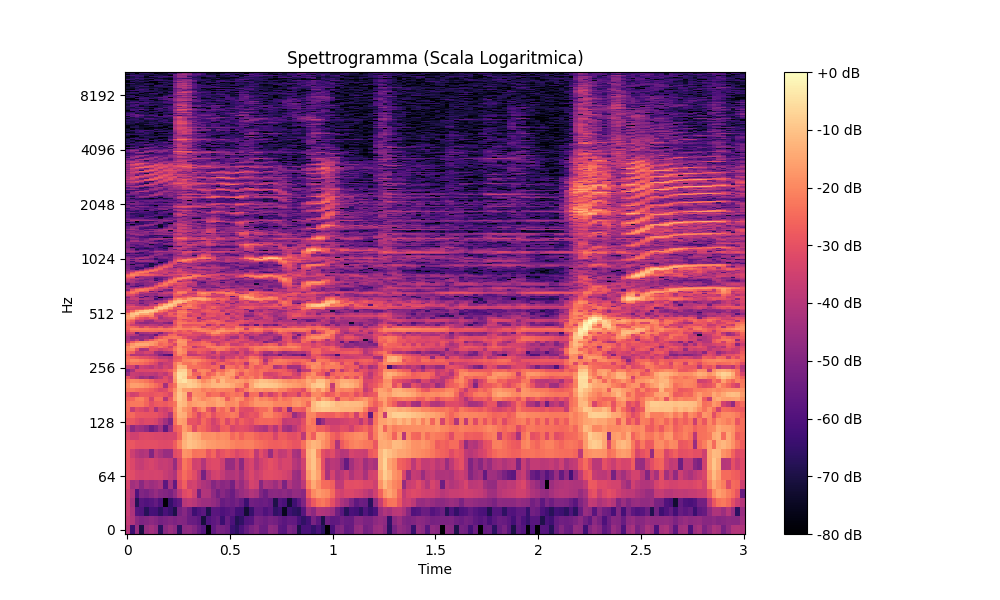 Spettrogramma (Scala Logaritmica)
Hz
8192
4096
2048
1024
512
256
128
64
0
0 0.5 1 1.5 2 2.5 3
Time
+0 dB
-10 dB
-20 dB
-30 dB
-40 dB
-50 dB
-60 dB
-70 dB
-80 dB